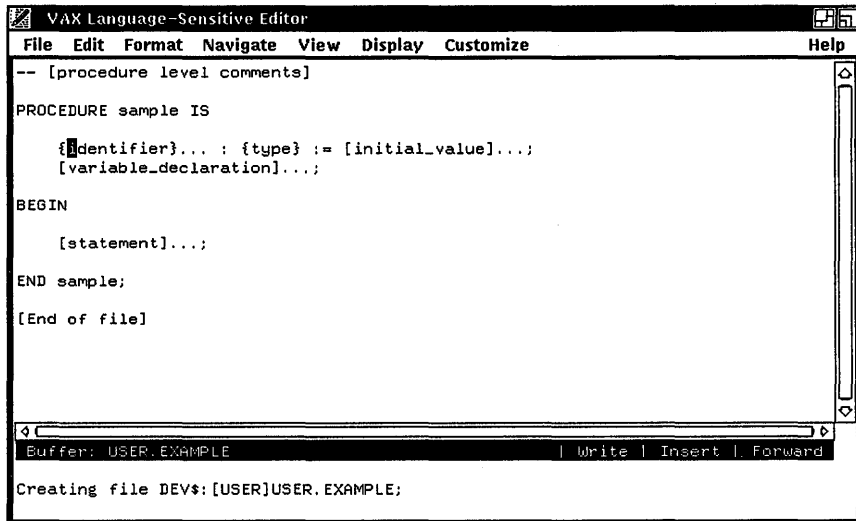 VAX Language-Sensitive Editor
File Edit Format Navigate View Display Customize Help
-- [procedure level comments]
PROCEDURE sample IS
{identifier}... : {type} := [initial_value]...;
[variable_declaration]...;
BEGIN
[statement]...;
END sample;
[End of file]
Buffer: USER.EXAMPLE | Write | Insert | Forward
Creating file DEV$:[USER]USER.EXAMPLE;